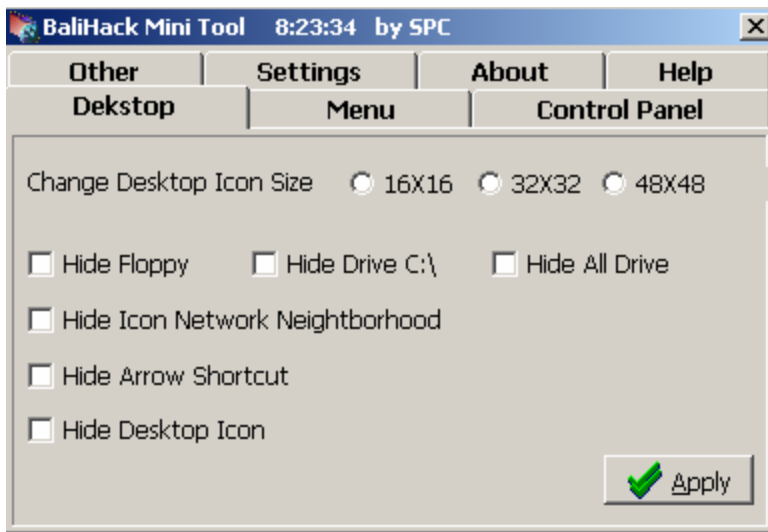 BaliHack Mini Tool 8:23:34 by SPC
Other Settings About Help
Dekstop Menu Control Panel
Change Desktop Icon Size 16X16 32X32 48X48
Hide Floppy Hide Drive C:\ Hide All Drive
Hide Icon Network Neightborhood
Hide Arrow Shortcut
Hide Desktop Icon
Apply